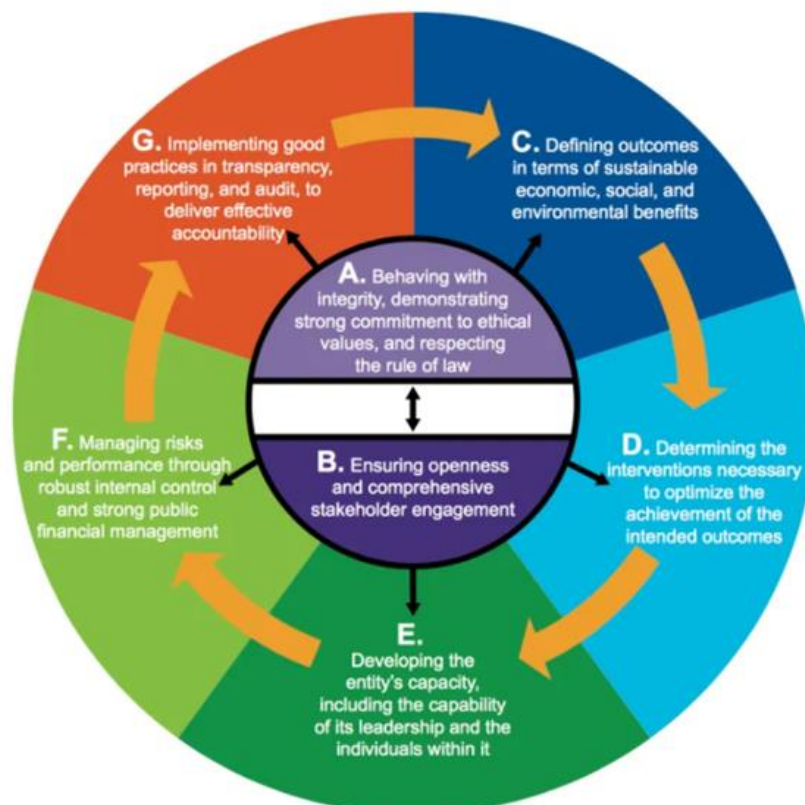 G. Implementing good
practices in transparency,
reporting, and audit, to
deliver effective
accountability
C. Defining outcomes
in terms of sustainable
economic, social, and
environmental benefits
A. Behaving with
integrity, demonstrating
strong commitment to ethical
values, and respecting
the rule of law
B. Ensuring openness
and comprehensive
stakeholder engagement
D. Determining the
interventions necessary
to optimize the
achievement of the
intended outcomes
E.
Developing the
entity's capacity,
including the capability
of its leadership and the
individuals within it
F. Managing risks
and performance through
robust internal control
and strong public
financial management